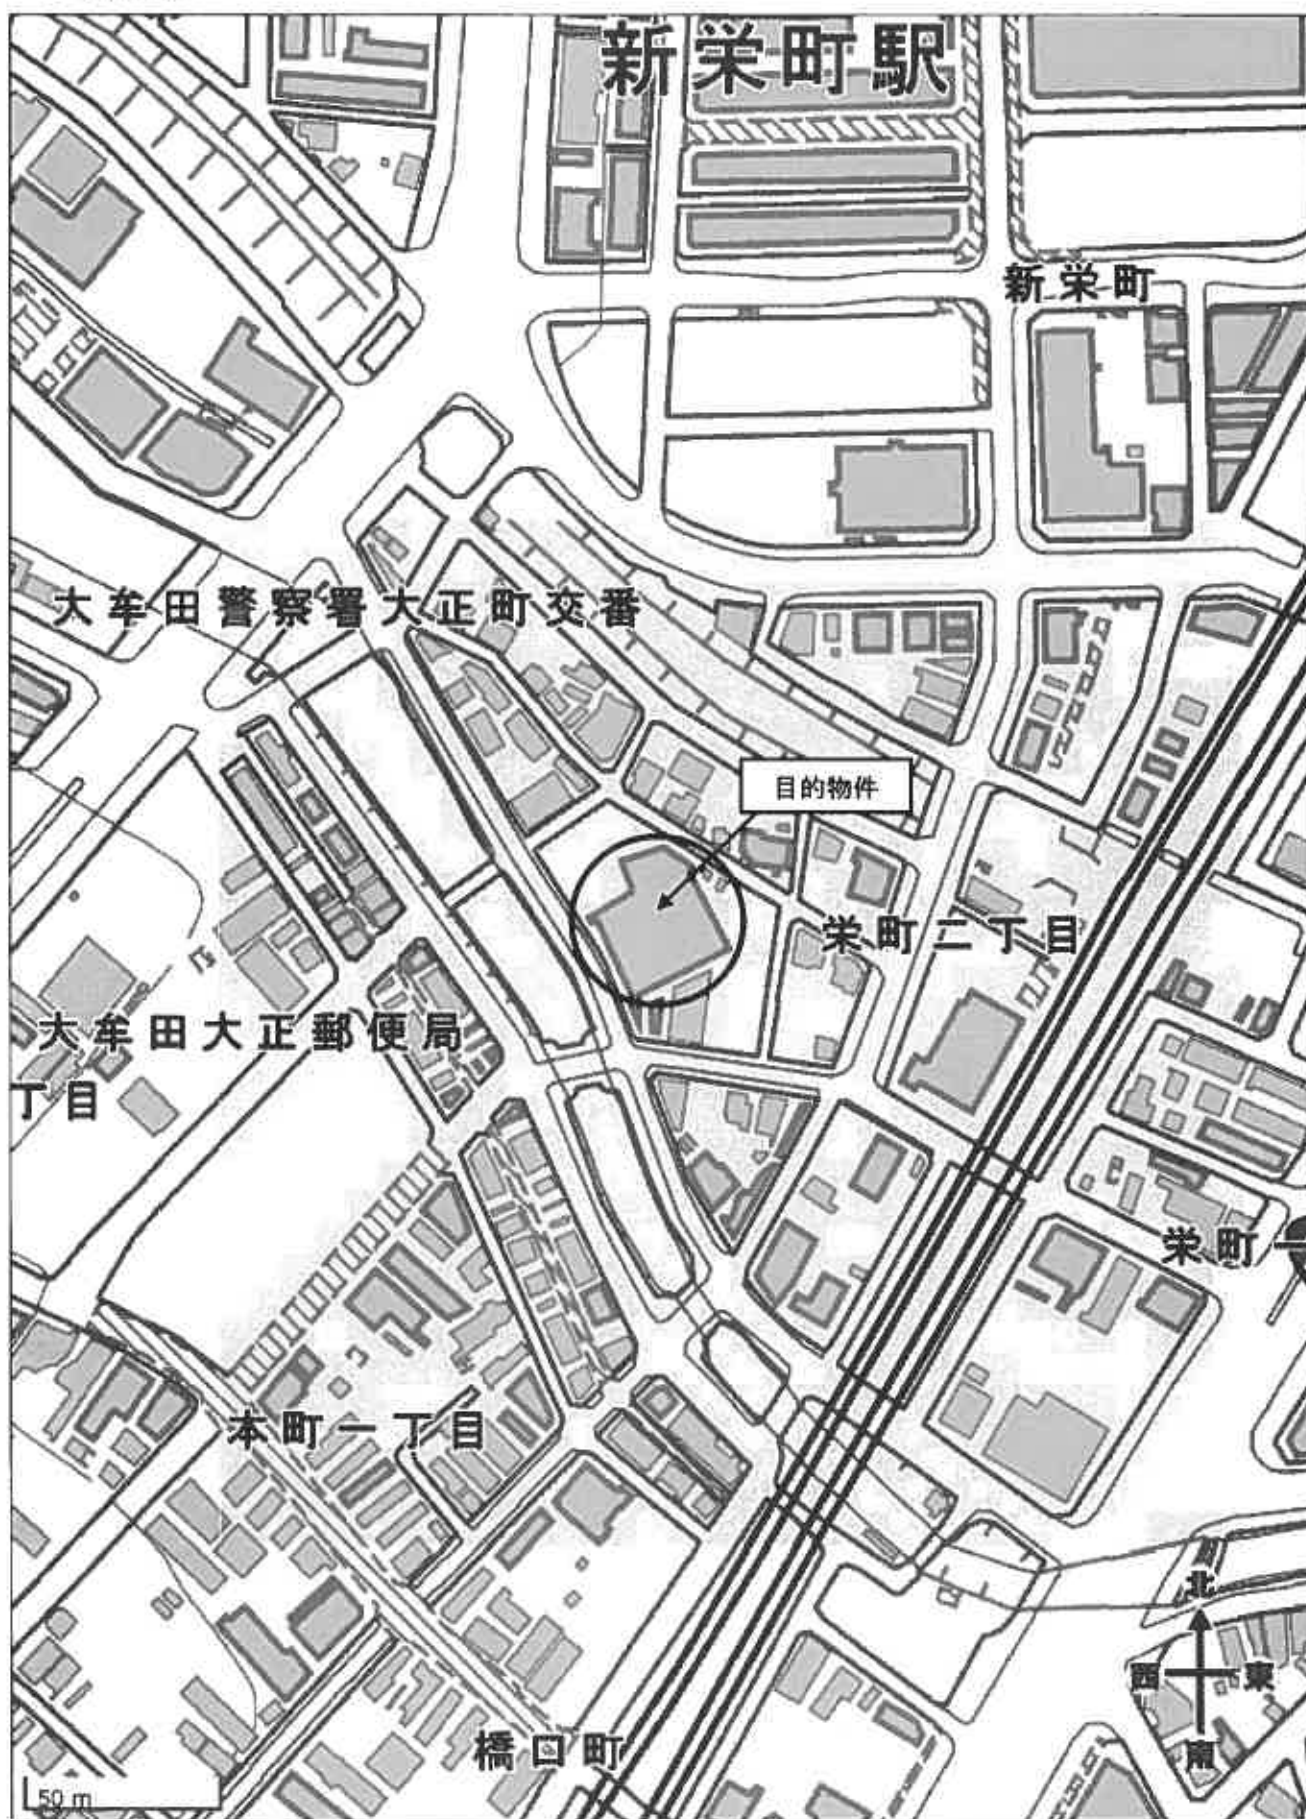 新栄町駅
新栄町
大牟田警察署大正町交番
目的物件
栄町二丁目
大牟田大正郵便局
丁目
栄町一
本町一丁目
北
西
東
南
橋口町
50 m